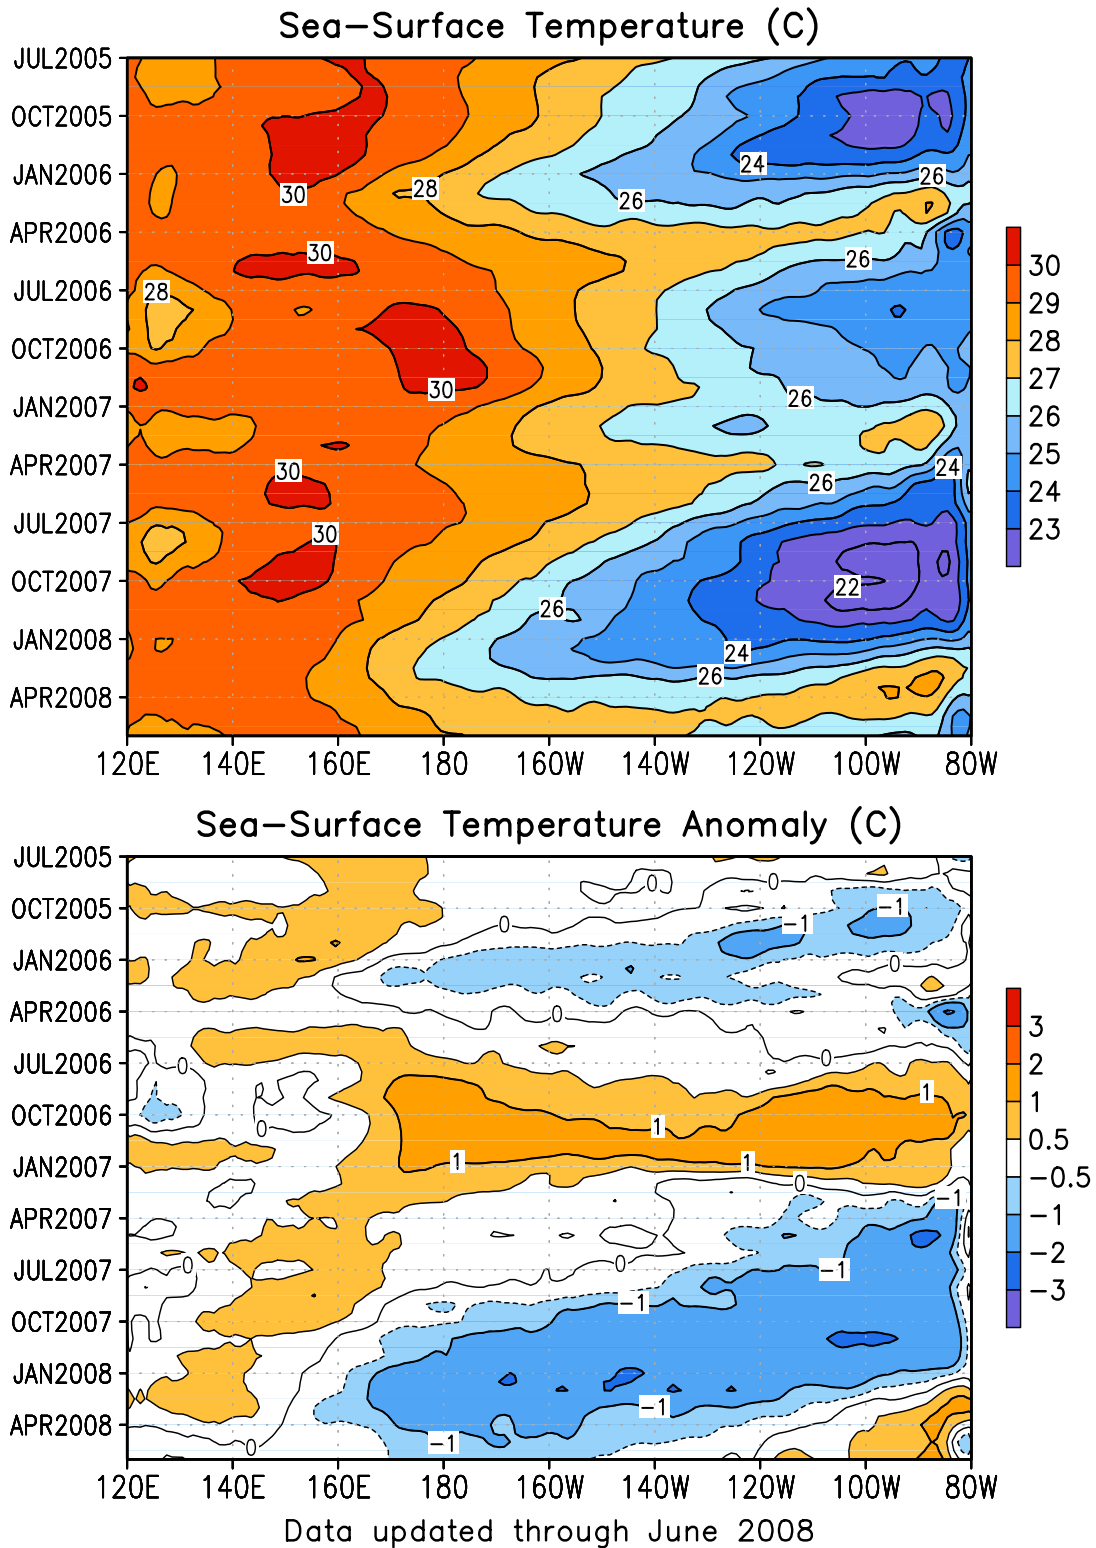 Sea-Surface Temperature (C)
JUL2005
OCT2005
JAN2006
APR2006
JUL2006
OCT2006
JAN2007
APR2007
JUL2007
OCT2007
JAN2008
APR2008
24
26
30
28
26
30
26
28
30
26
30
24
26
30
22
26
24
26
30
29
28
27
26
25
24
23
120E 140E 160E 180 160W 140W 120W 100W 80W
Sea-Surface Temperature Anomaly (C)
JUL2005
OCT2005
JAN2006
APR2006
JUL2006
OCT2006
JAN2007
APR2007
JUL2007
OCT2007
JAN2008
APR2008
0 0
-1
0 -1
0
0
0 0
1
0 1
1 1
0
-1
0 0
-1
-1
-1
0 -1
3
2
1
0.5
-0.5
-1
-2
-3
120E 140E 160E 180 160W 140W 120W 100W 80W
Data updated through June 2008